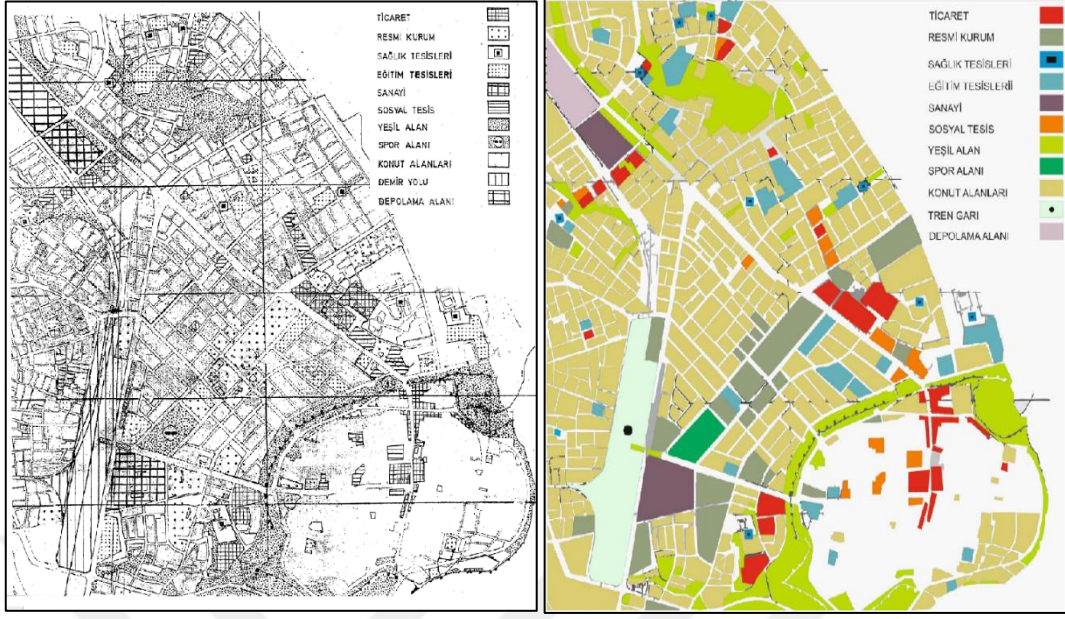 TİCARET
RESMİ KURUM
SAĞLIK TESİSLERİ
EĞİTİM TESİSLERİ
SANAYİ
SOSYAL TESİS
YEŞİL ALAN
SPOR ALANI
KONUT ALANLARI
DEMİR YOLU
DEPOLAMA ALANI
TİCARET
RESMİ KURUM
SAĞLIK TESİSLERİ
EĞİTİM TESİSLERİİ
SANAYİ
SOSYAL TESİS
YEŞİL ALAN
SPOR ALANI
KONUT ALANLARI
TREN GARI
DEPOLAMA ALANI